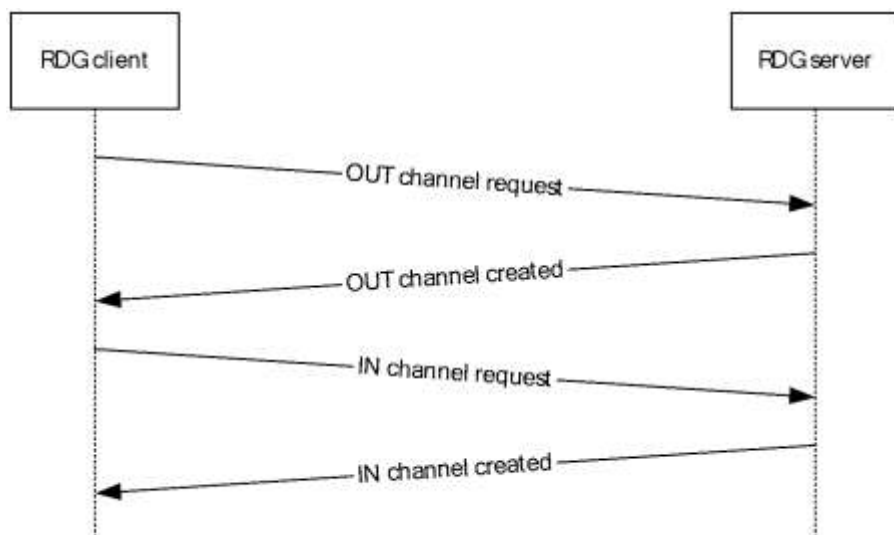 RDG client
RDG server
OUT channel request
OUT channel created
IN channel request
IN channel created